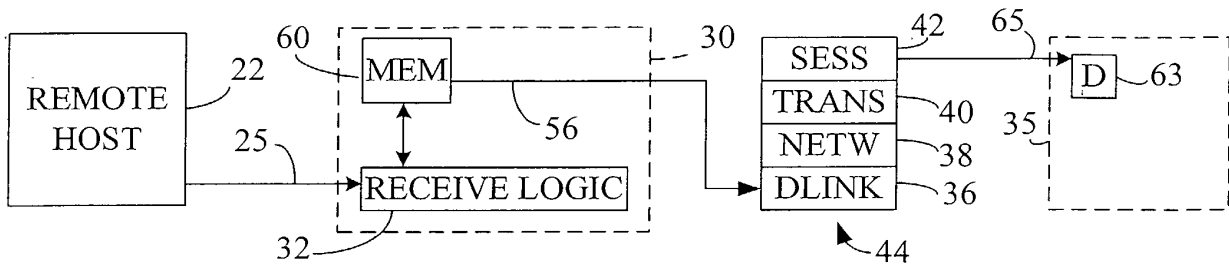 REMOTE
HOST
22
25
60
MEM
30
56
RECEIVE LOGIC
32
42
SESS
TRANS
40
NETW
38
DLINK
36
44
65
D
63
35